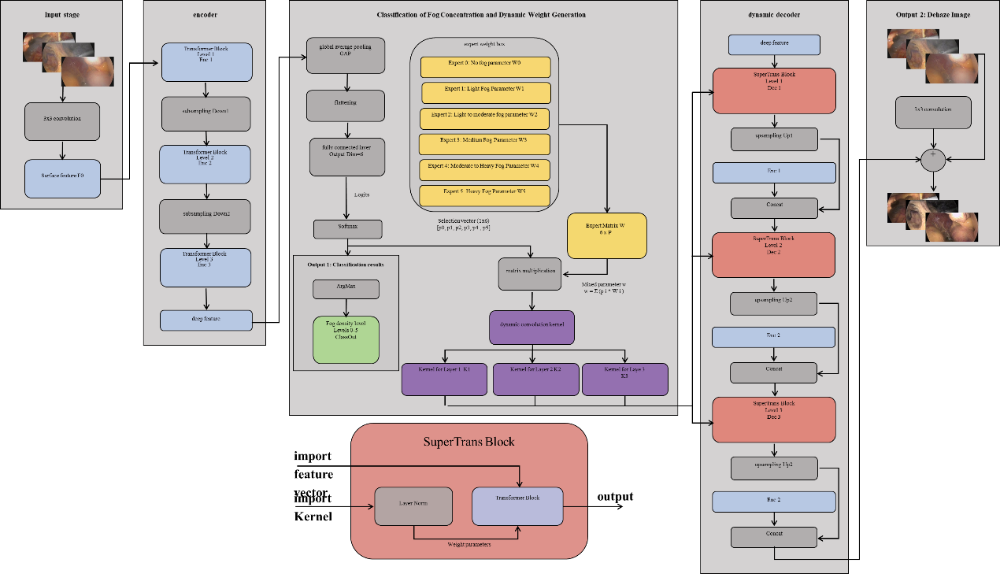 Input stage
3x3 convolution
Surface feature F0
encoder
Transformer Block
Level 1
Enc 1
subsampling Down1
Transformer Block
Level 2
Enc 2
subsampling Down2
Transformer Block
Level 3
Enc 3
deep feature
Classification of Fog Concentration and Dynamic Weight Generation
global average pooling
GAP
flattening
fully connected layer
Output Dim=6
Logits
Softmax
expert weight box
Expert 0: No fog parameter W0
Expert 1: Light Fog Parameter W1
Expert 2: Light to moderate fog parameter W2
Expert 3: Medium Fog Parameter W3
Expert 4: Moderate to Heavy Fog Parameter W4
Expert 5: Heavy Fog Parameter W5
Selection vector (1x6)
[p0, p1, p2, p3, p4 , p5]
Expert Matrix W
6 x P
matrix multiplication
Mixed parameter w
w = Σ (p i * W i )
Output 1: Classification results
ArgMax
Fog density level
Levels 0-5
ClassOut
dynamic convolution kernel
Kernel for Layer 1 K1
Kernel for Layer 2 K2
Kernel for Laye 3
K3
SuperTrans Block
import
feature
vector
import
Kernel
Layer Norm
Transformer Block
Weight parameters
output
dynamic decoder
deep feature
SuperTrans Block
Level 1
Dec 1
upsampling Up1
Enc 1
Concat
SuperTrans Block
Level 2
Dec 2
upsampling Up2
Enc 2
Concat
SuperTrans Block
Level 3
Dec 3
upsampling Up2
Enc 2
Concat
Output 2: Dehaze Image
3x3 convolution
+